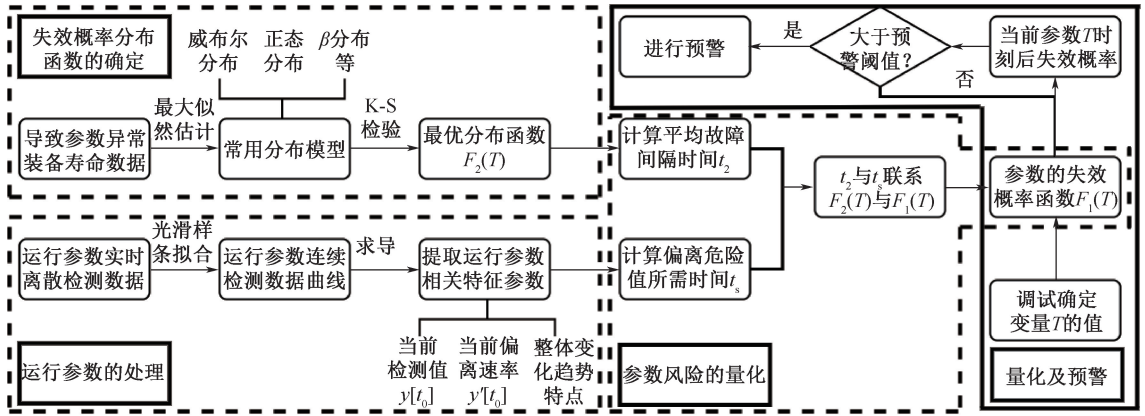 失效概率分布
函数的确定
威布尔
分布
正态
分布
β分布
等
导致参数异常
装备寿命数据
最大似
然估计
常用分布模型
K-S
检验
最优分布函数
F₂(T)
运行参数实时
离散检测数据
光滑样
条拟合
运行参数连续
检测数据曲线
求导
提取运行参数
相关特征参数
当前
检测值
y[t₀]
当前偏
离速率
y′[t₀]
整体变
化趋势
特点
运行参数的处理
计算平均故障
间隔时间t₂
计算偏离危险
值所需时间tₛ
t₂与tₛ联系
F₂(T)与F₁(T)
参数风险的量化
进行预警
是
大于预
警阈值？
否
当前参数T时
刻后失效概率
参数的失效
概率函数F₁(T)
调试确定
变量T的值
量化及预警